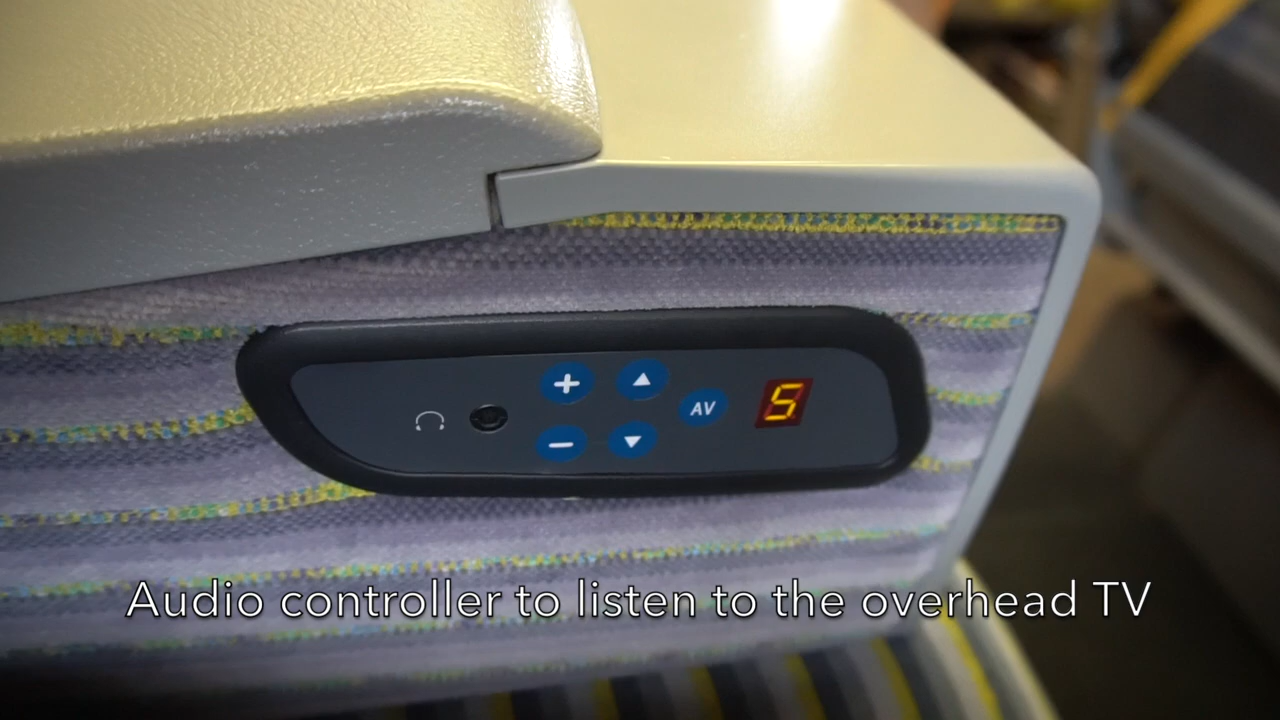 +
AV
5
−
Audio controller to listen to the overhead TV